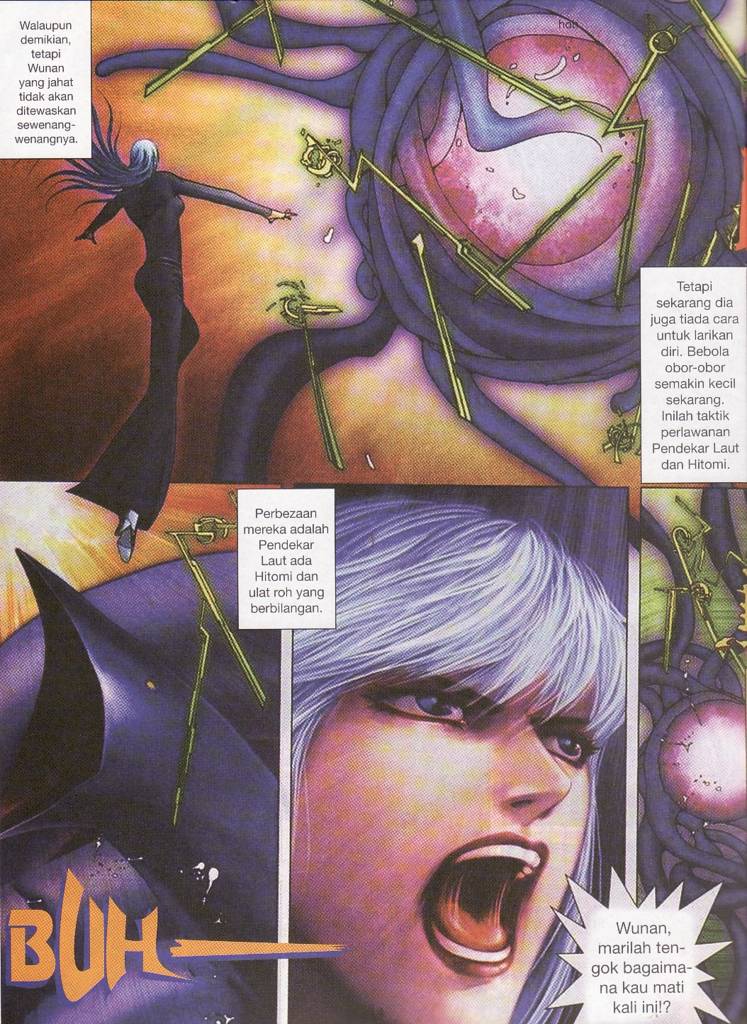 Walaupun
demikian,
tetapi
Wunan
yang jahat
tidak akan
ditewaskan
sewenang-
wenangnya.
hah
Tetapi
sekarang dia
juga tiada cara
untuk larikan
diri. Bebola
obor-obor
semakin kecil
sekarang.
Inilah taktik
perlawanan
Pendekar Laut
dan Hitomi.
Perbezaan
mereka adalah
Pendekar
Laut ada
Hitomi dan
ulat roh yang
berbilangan.
BUH
Wunan,
marilah ten-
gok bagaima-
na kau mati
kali ini!?